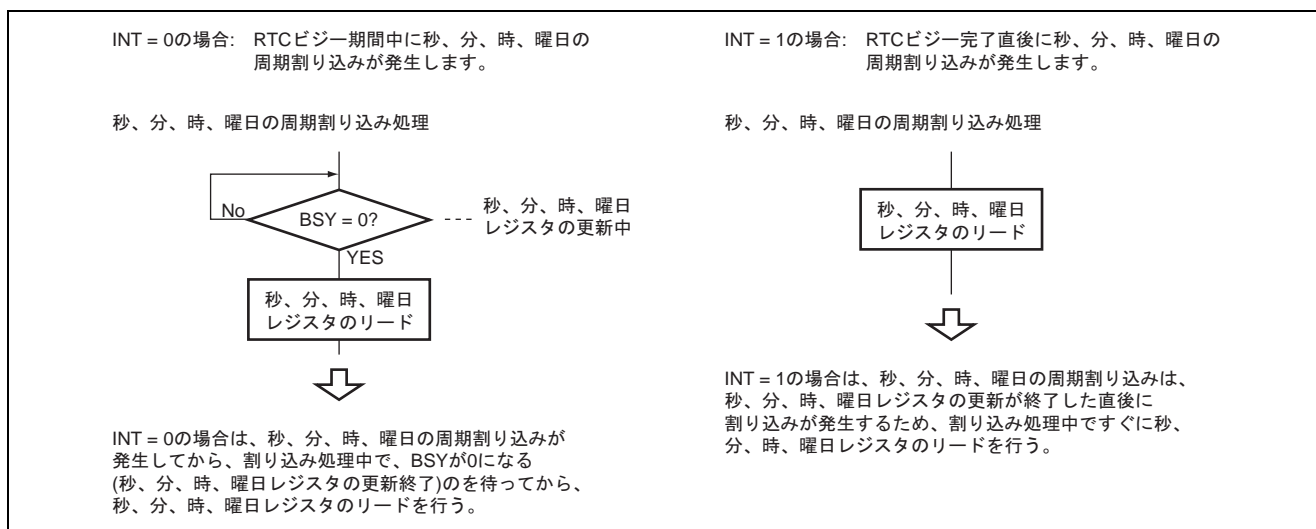 INT = 0の場合: RTCビジー期間中に秒、分、時、曜日の
周期割り込みが発生します。
秒、分、時、曜日の周期割り込み処理
No
BSY = 0?
秒、分、時、曜日
レジスタの更新中
YES
秒、分、時、曜日
レジスタのリード
INT = 0の場合は、秒、分、時、曜日の周期割り込みが
発生してから、割り込み処理中で、BSYが0になる
(秒、分、時、曜日レジスタの更新終了)のを待ってから、
秒、分、時、曜日レジスタのリードを行う。
INT = 1の場合: RTCビジー完了直後に秒、分、時、曜日の
周期割り込みが発生します。
秒、分、時、曜日の周期割り込み処理
秒、分、時、曜日
レジスタのリード
INT = 1の場合は、秒、分、時、曜日の周期割り込みは、
秒、分、時、曜日レジスタの更新が終了した直後に
割り込みが発生するため、割り込み処理中ですぐに秒、
分、時、曜日レジスタのリードを行う。